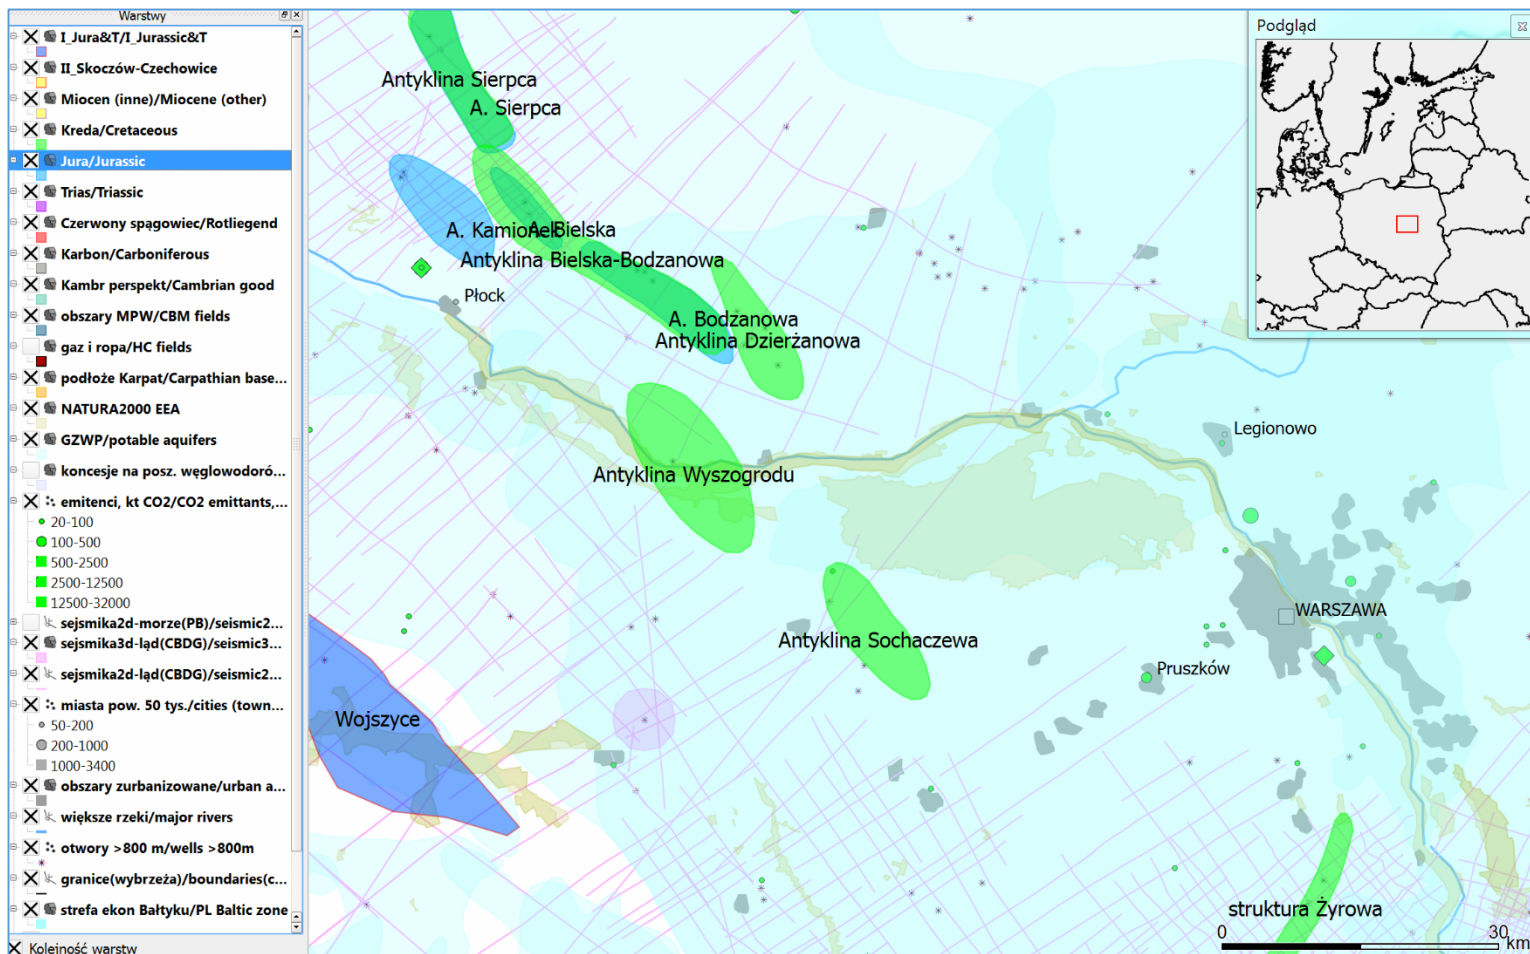 Warstwy
I_Jura&T/I_Jurassic&T
II_Skoczów-Czechowice
Miocen (inne)/Miocene (other)
Kreda/Cretaceous
Jura/Jurassic
Trias/Triassic
Czerwony spągowiec/Rotliegend
Karbon/Carboniferous
Kambr perspekt/Cambrian good
obszary MPW/CBM fields
gaz i ropa/HC fields
podłoże Karpat/Carpathian base...
NATURA2000 EEA
GZWP/potable aquifers
koncesje na posz. węglowodoró...
emitenci, kt CO2/CO2 emittants,...
20-100
100-500
500-2500
2500-12500
12500-32000
sejsmika2d-morze(PB)/seismic2...
sejsmika3d-ląd(CBDG)/seismic3...
sejsmika2d-ląd(CBDG)/seismic2...
miasta pow. 50 tys./cities (town...
50-200
200-1000
1000-3400
obszary zurbanizowane/urban a...
większe rzeki/major rivers
otwory >800 m/wells >800m
granice(wybrzeża)/boundaries(c...
strefa ekon Bałtyku/PL Baltic zone
Kolejność warstw
Podgląd
Antyklina Sierpca
A. Sierpca
A. Kamionek
A. Bielska
Antyklina Bielska-Bodzanowa
Płock
A. Bodzanowa
Antyklina Dzierżanowa
Legionowo
Antyklina Wyszogrodu
WARSZAWA
Antyklina Sochaczewa
Pruszków
Wojszyce
struktura Żyrowa
0 30 km